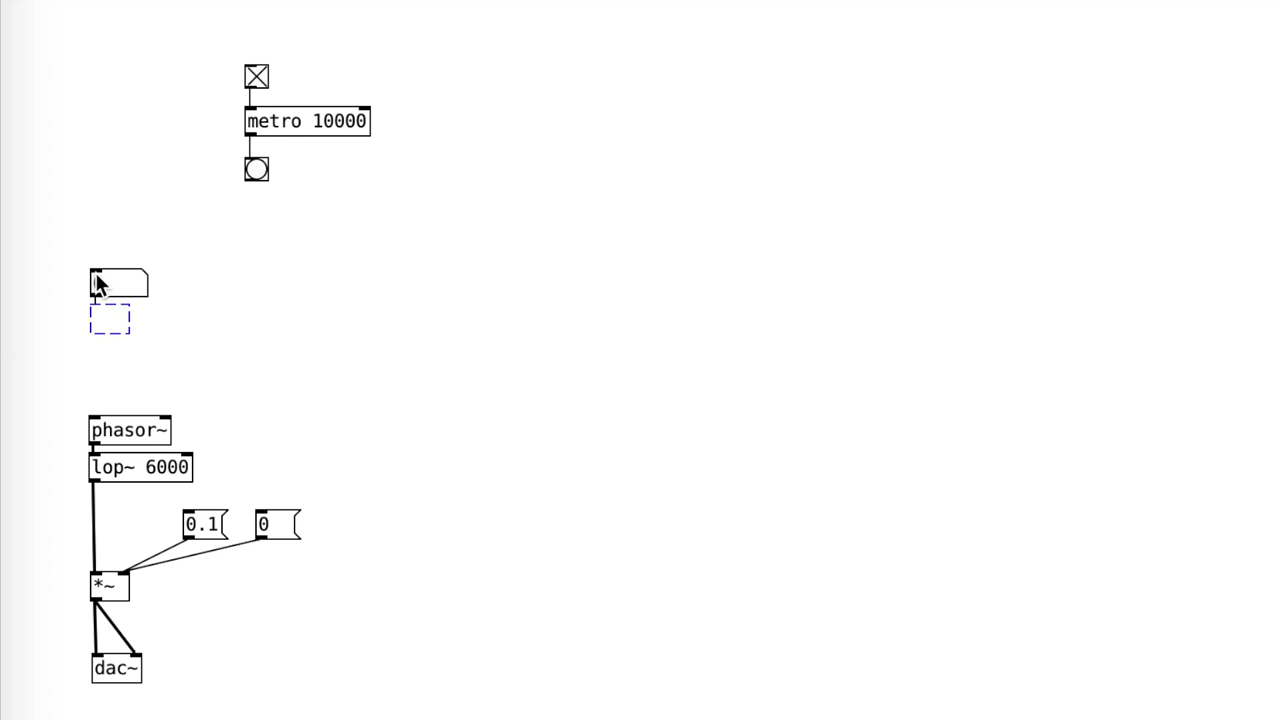 metro 10000
phasor~
lop~ 6000
0.1 0
*~
dac~